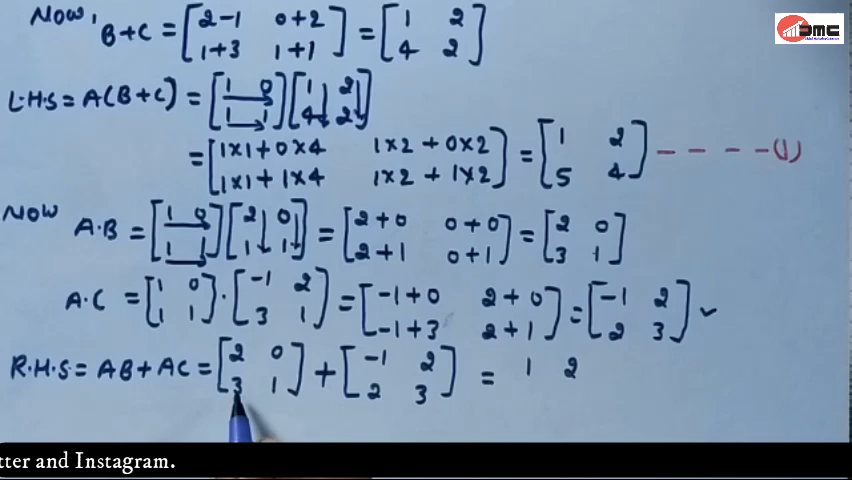 Now, B+C = [2-1 0+2 / 1+3 1+1] = [1 2 / 4 2]
L·H·S = A(B+C) = [1 0 / 1 1] [1 2 / 4 2]
= [1×1+0×4 1×2+0×2 / 1×1+1×4 1×2+1×2] = [1 2 / 5 4] ----(1)
Now A·B = [1 0 / 1 1] [2 0 / 1 1] = [2+0 0+0 / 2+1 0+1] = [2 0 / 3 1]
A·C = [1 0 / 1 1] · [-1 2 / 3 1] = [-1+0 2+0 / -1+3 2+1] = [-1 2 / 2 3]
R·H·S = AB+AC = [2 0 / 3 1] + [-1 2 / 2 3] = 1 2
DMC
tter and Instagram.